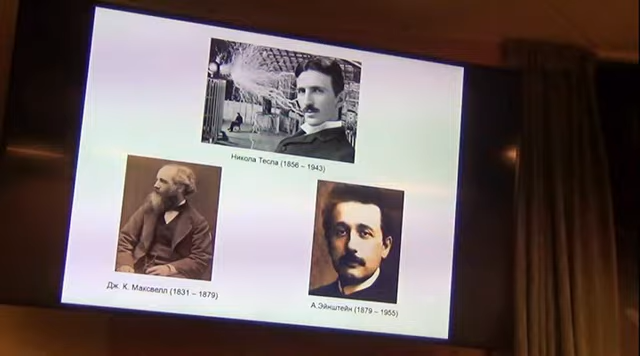 Никола Тесла (1856 – 1943)
Дж. К. Максвелл (1831 – 1879)
А.Эйнштейн (1879 – 1955)